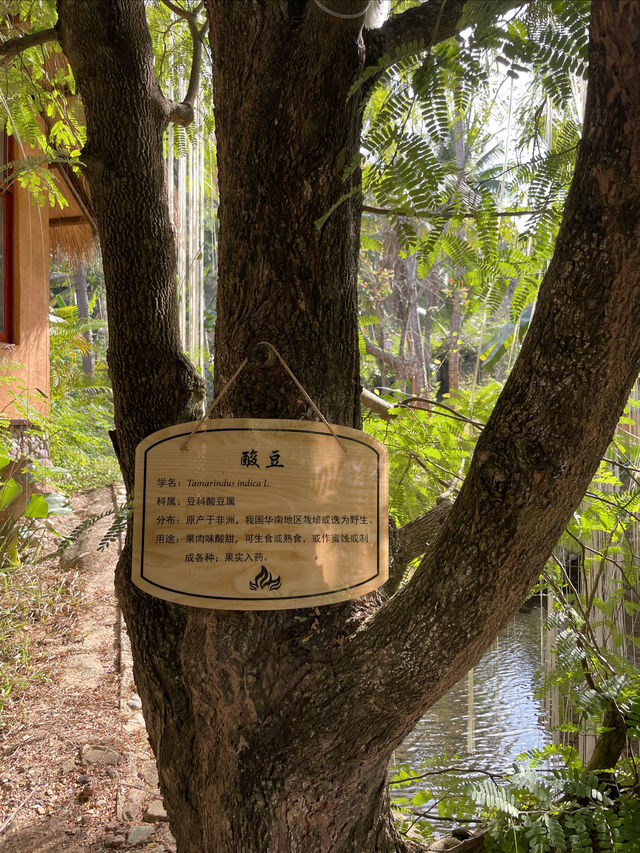 酸豆
学名：Tamarindus indica L.
科属：豆科酸豆属
分布：原产于非洲，我国华南地区栽培或逸为野生。
用途：果肉味酸甜，可生食或熟食，或作蜜饯或制
成各种；果实入药。